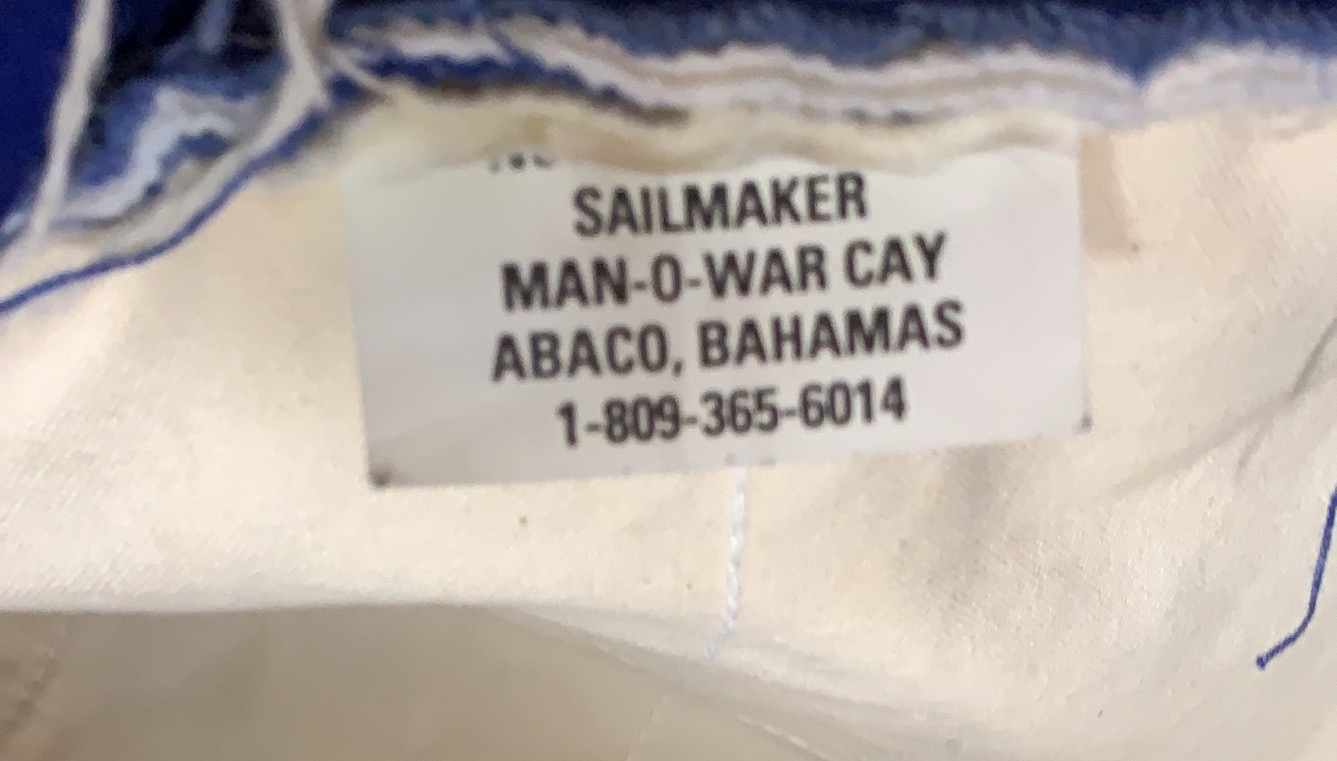 SAILMAKER
MAN-O-WAR CAY
ABACO, BAHAMAS
1-809-365-6014